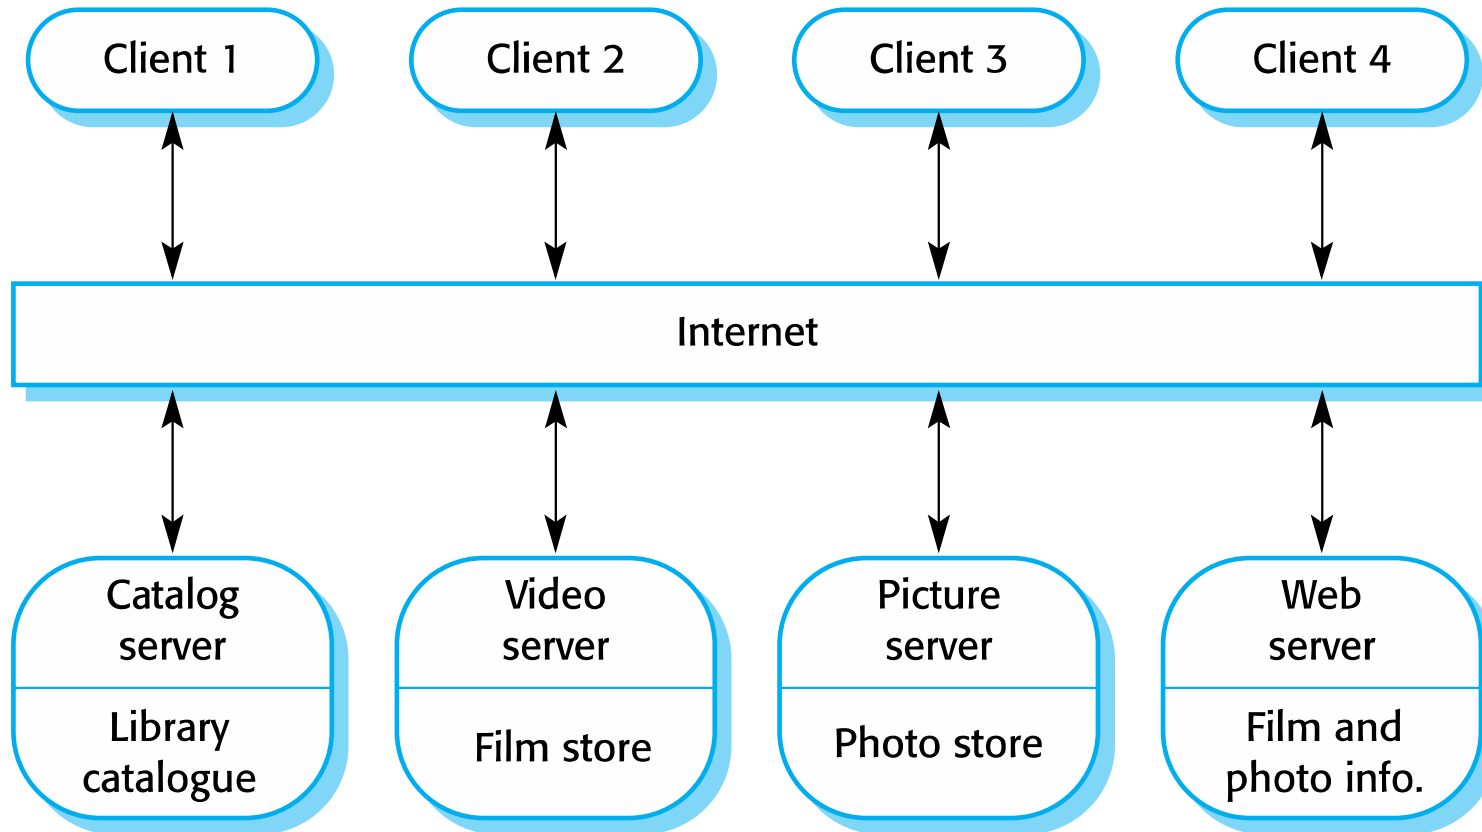 Client 1
Client 2
Client 3
Client 4
Internet
Catalog
server
Library
catalogue
Video
server
Film store
Picture
server
Photo store
Web
server
Film and
photo info.